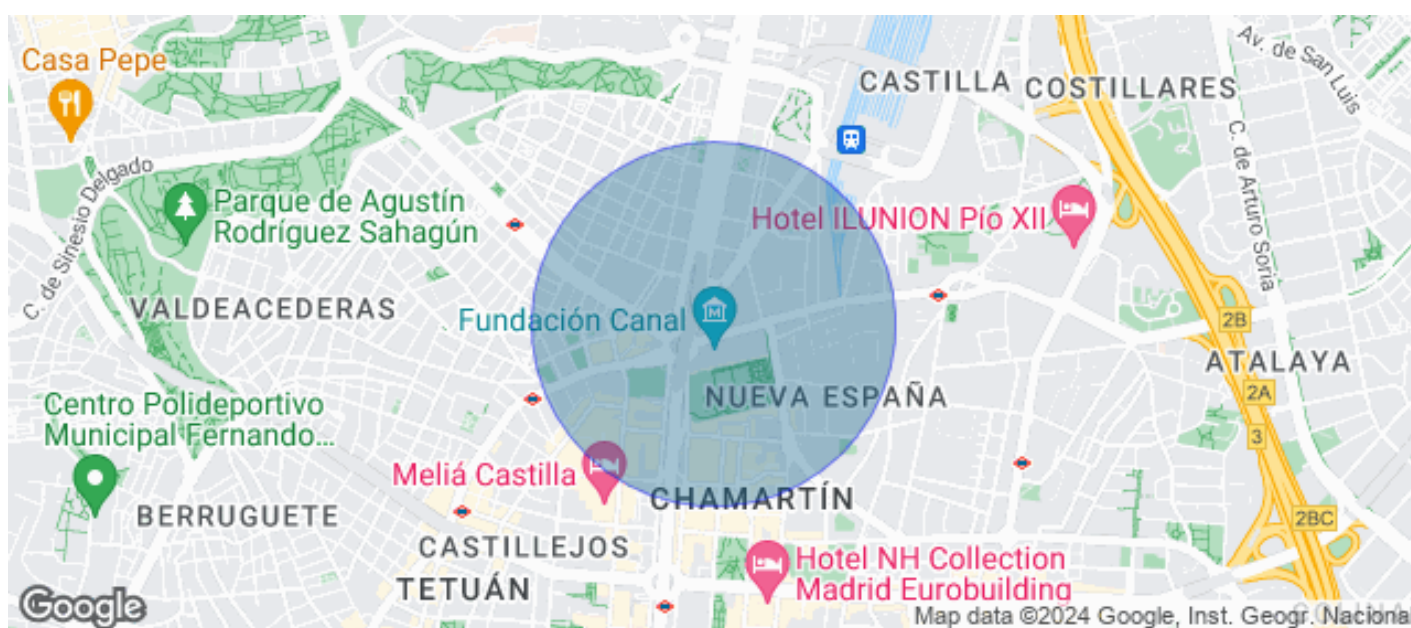 Casa Pepe
CASTILLA
COSTILLARES
Av. de San Luis
C. de Sinesio Delgado
Parque de Agustín
Rodríguez Sahagún
Hotel ILUNION Pío XII
C. de Arturo Soria
VALDEACEDERAS
Fundación Canal
2B
ATALAYA
NUEVA ESPAÑA
2A
Centro Polideportivo
Municipal Fernando...
3
Meliá Castilla
CHAMARTÍN
BERRUGUETE
2BC
CASTILLEJOS
TETUÁN
Hotel NH Collection
Madrid Eurobuilding
Google
Map data ©2024 Google, Inst. Geogr. Naciona